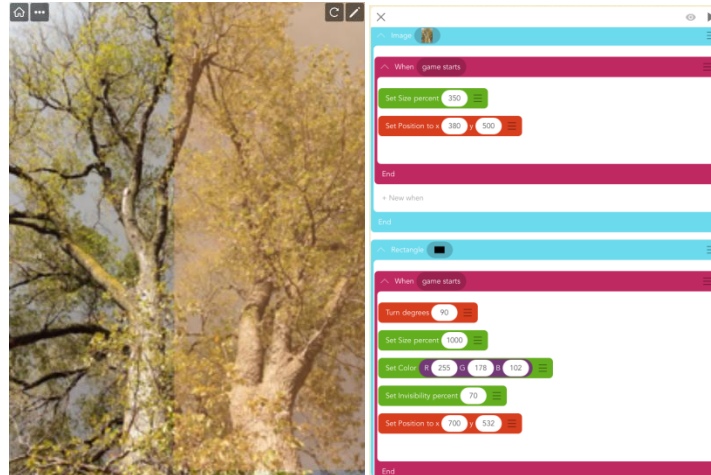 Image
When game starts
Set Size percent 350
Set Position to x 380 y 500
End
+ New when
End
Rectangle
When game starts
Turn degrees 90
Set Size percent 1000
Set Color R 255 G 178 B 102
Set Invisibility percent 70
Set Position to x 700 y 532
End